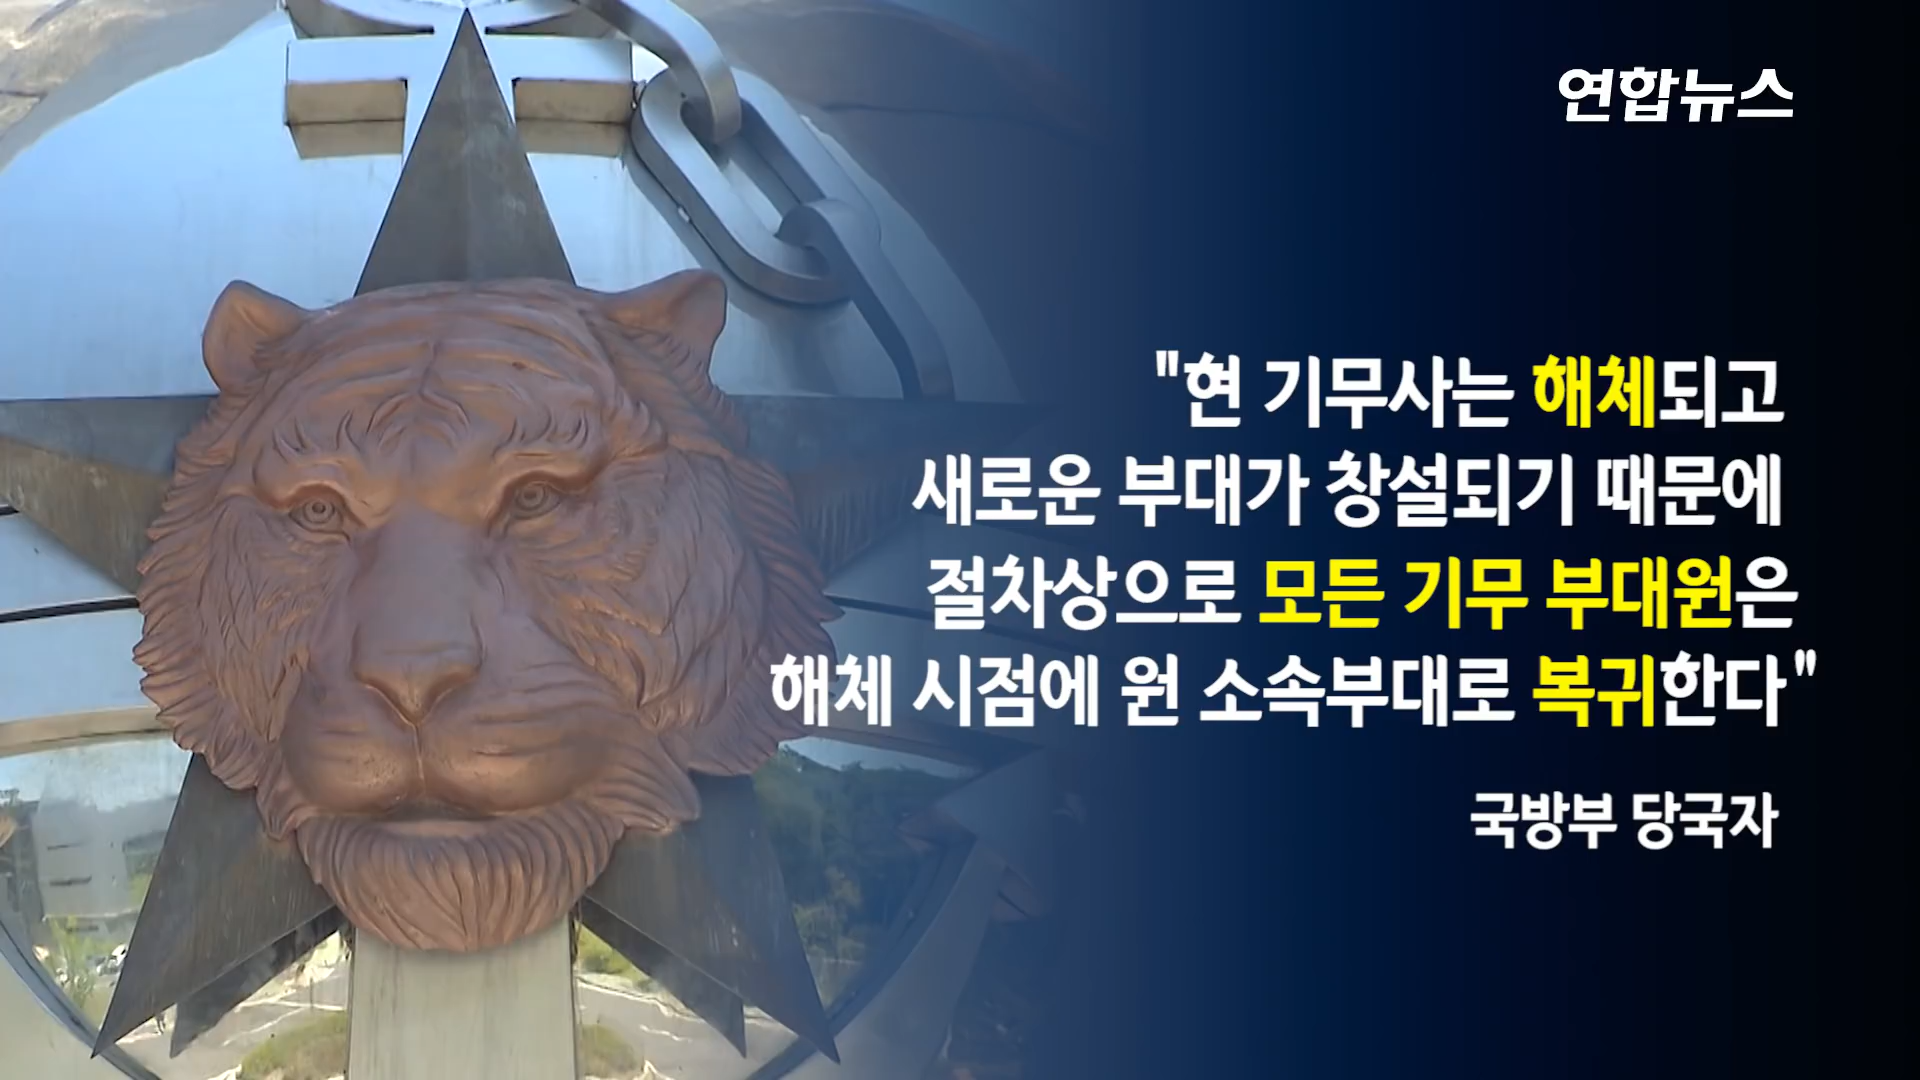 연합뉴스
"현 기무사는 해체되고
새로운 부대가 창설되기 때문에
절차상으로 모든 기무 부대원은
해체 시점에 원 소속부대로 복귀한다"
국방부 당국자